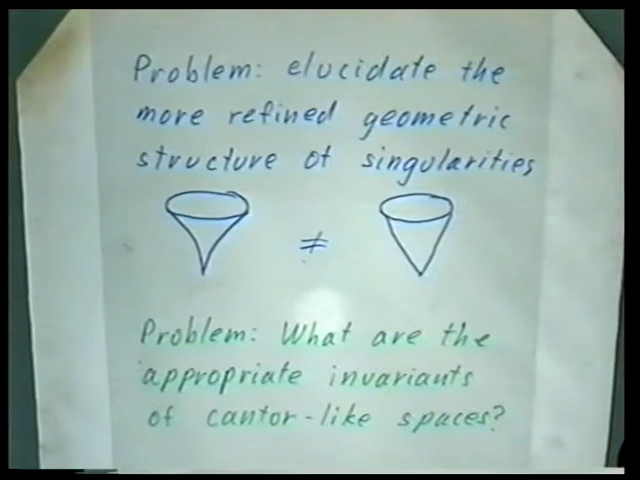 Problem: elucidate the
more refined geometric
structure of singularities
≠
Problem: What are the
appropriate invariants
of cantor-like spaces?